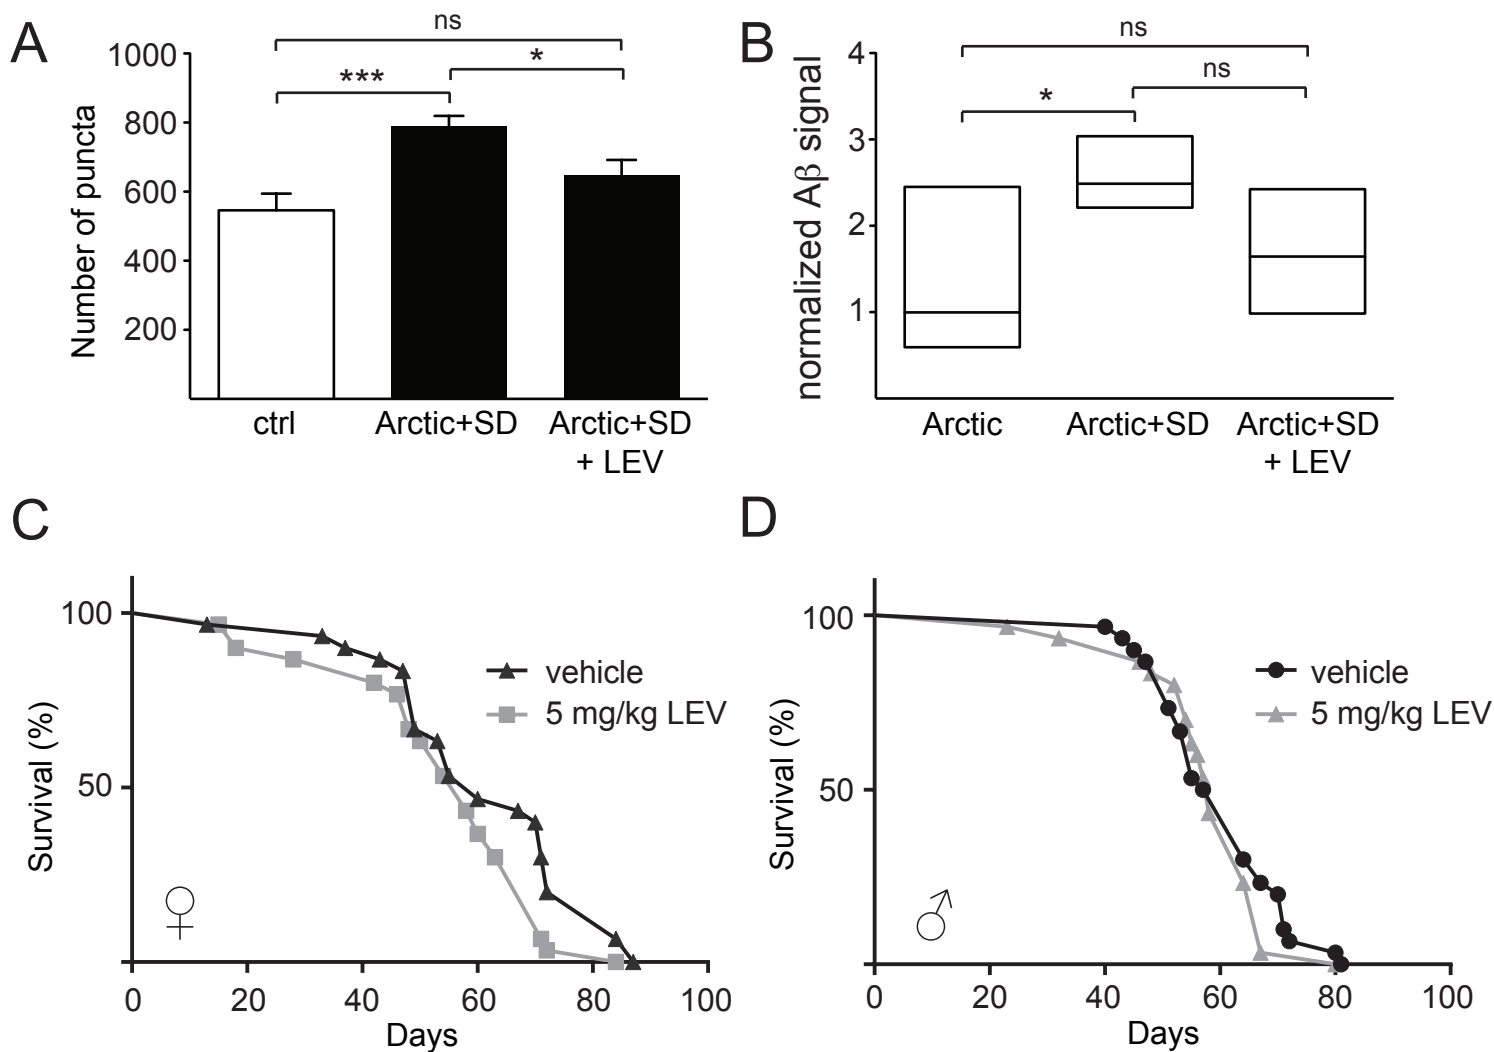 A
Number of puncta
1000
800
600
400
200
ns
***
*
ctrl
Arctic+SD
Arctic+SD
+ LEV
B
normalized Aβ signal
4
3
2
1
ns
ns
*
Arctic
Arctic+SD
Arctic+SD
+ LEV
C
Survival (%)
100
50
vehicle
5 mg/kg LEV
♀
0 20 40 60 80 100
Days
D
Survival (%)
100
50
vehicle
5 mg/kg LEV
♂
0 20 40 60 80 100
Days